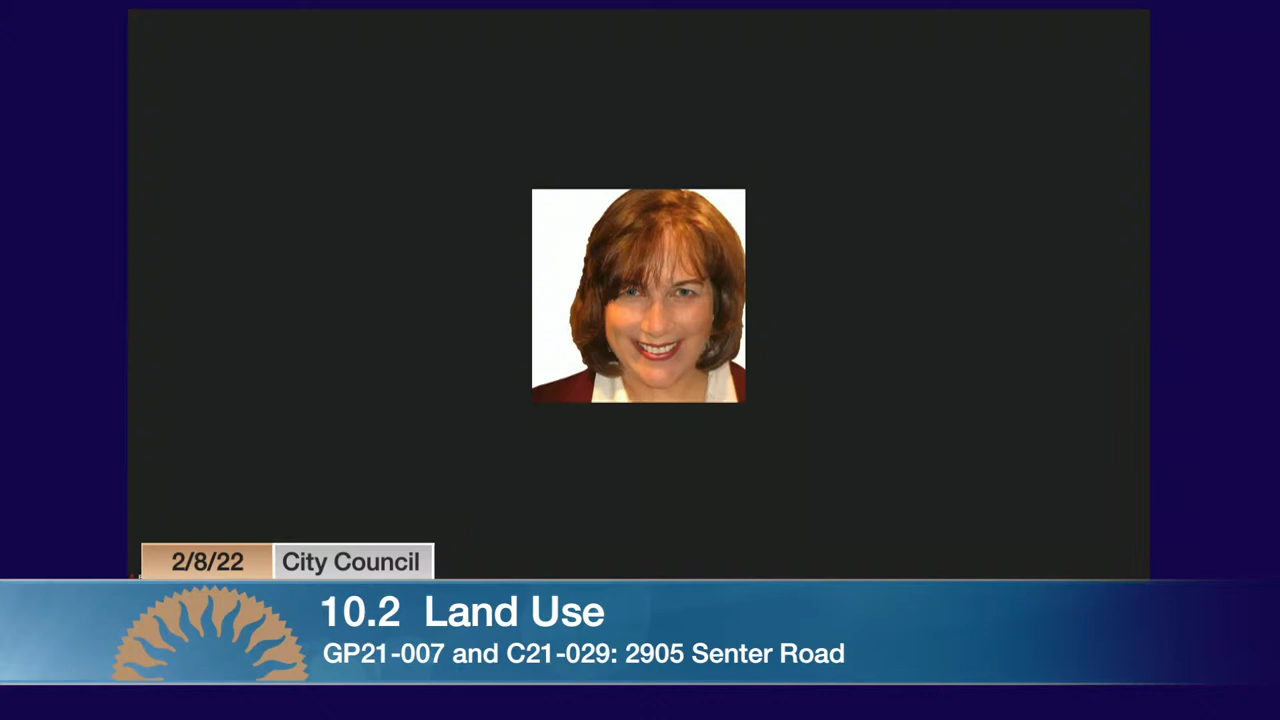 2/8/22 City Council
10.2 Land Use
GP21-007 and C21-029: 2905 Senter Road